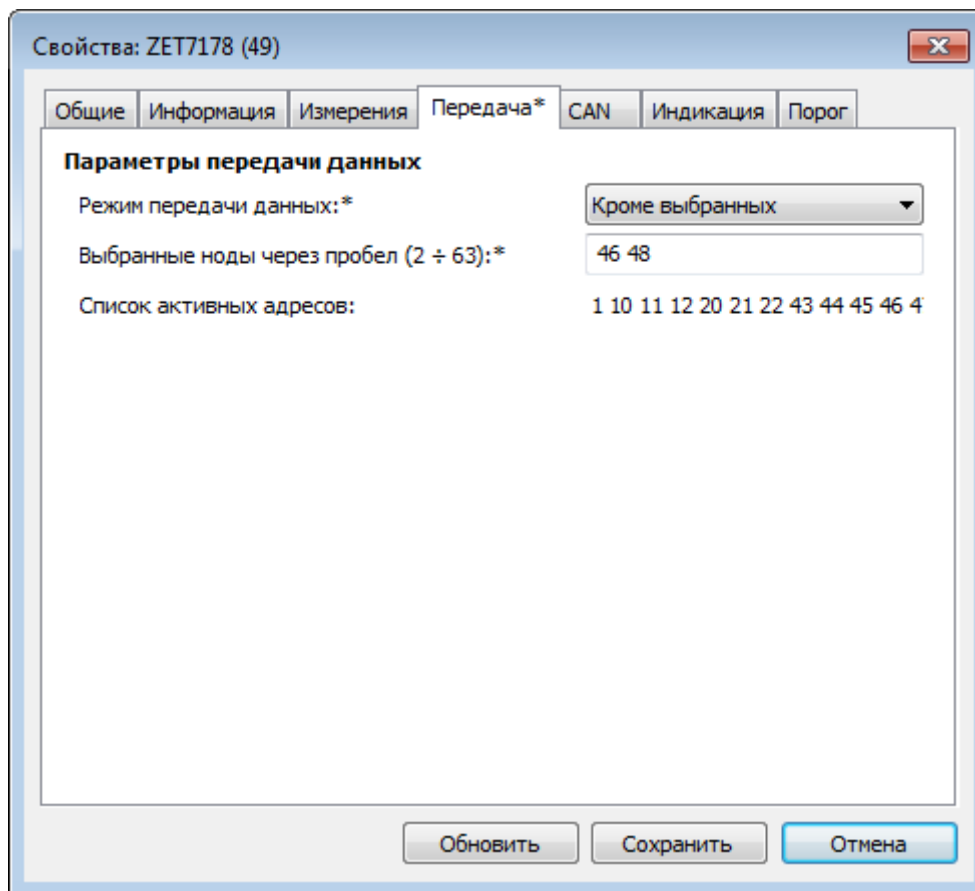 Свойства: ZET7178 (49)
Общие Информация Измерения Передача* CAN Индикация Порог
Параметры передачи данных
Режим передачи данных:* Кроме выбранных
Выбранные ноды через пробел (2 ÷ 63):* 46 48
Список активных адресов: 1 10 11 12 20 21 22 43 44 45 46 4
Обновить Сохранить Отмена